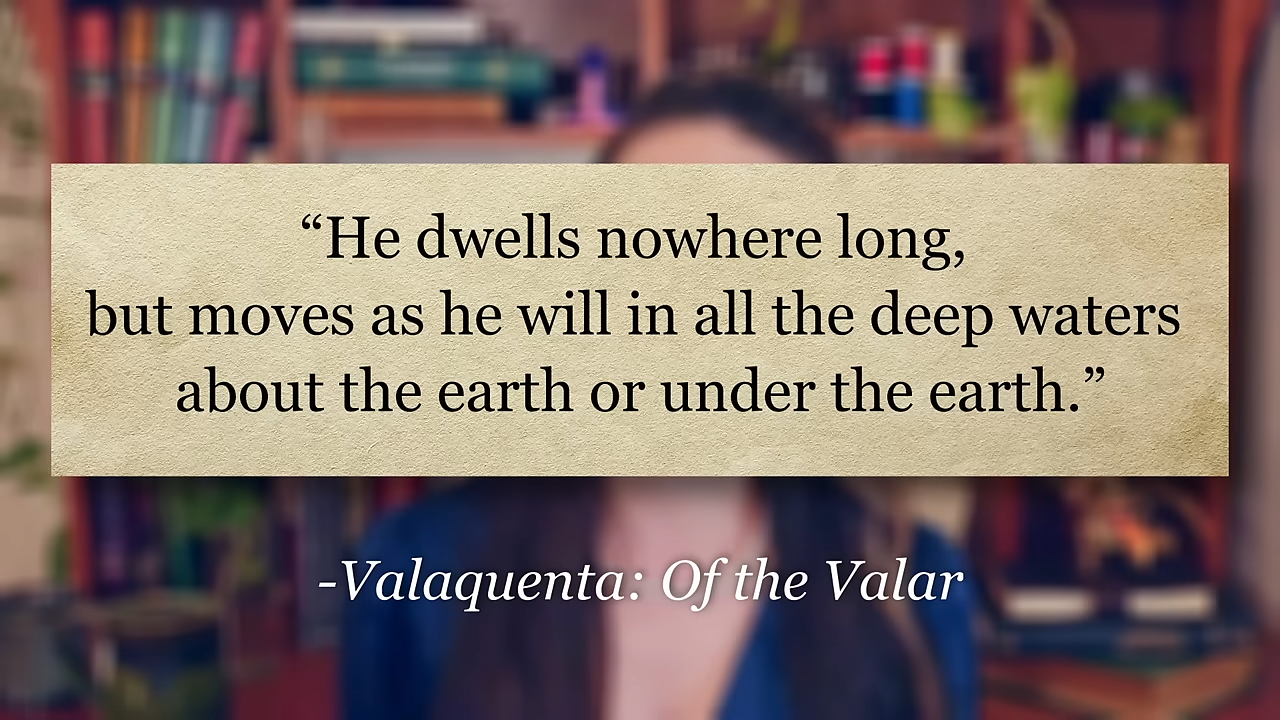 “He dwells nowhere long,
but moves as he will in all the deep waters
about the earth or under the earth.”
-Valaquenta: Of the Valar